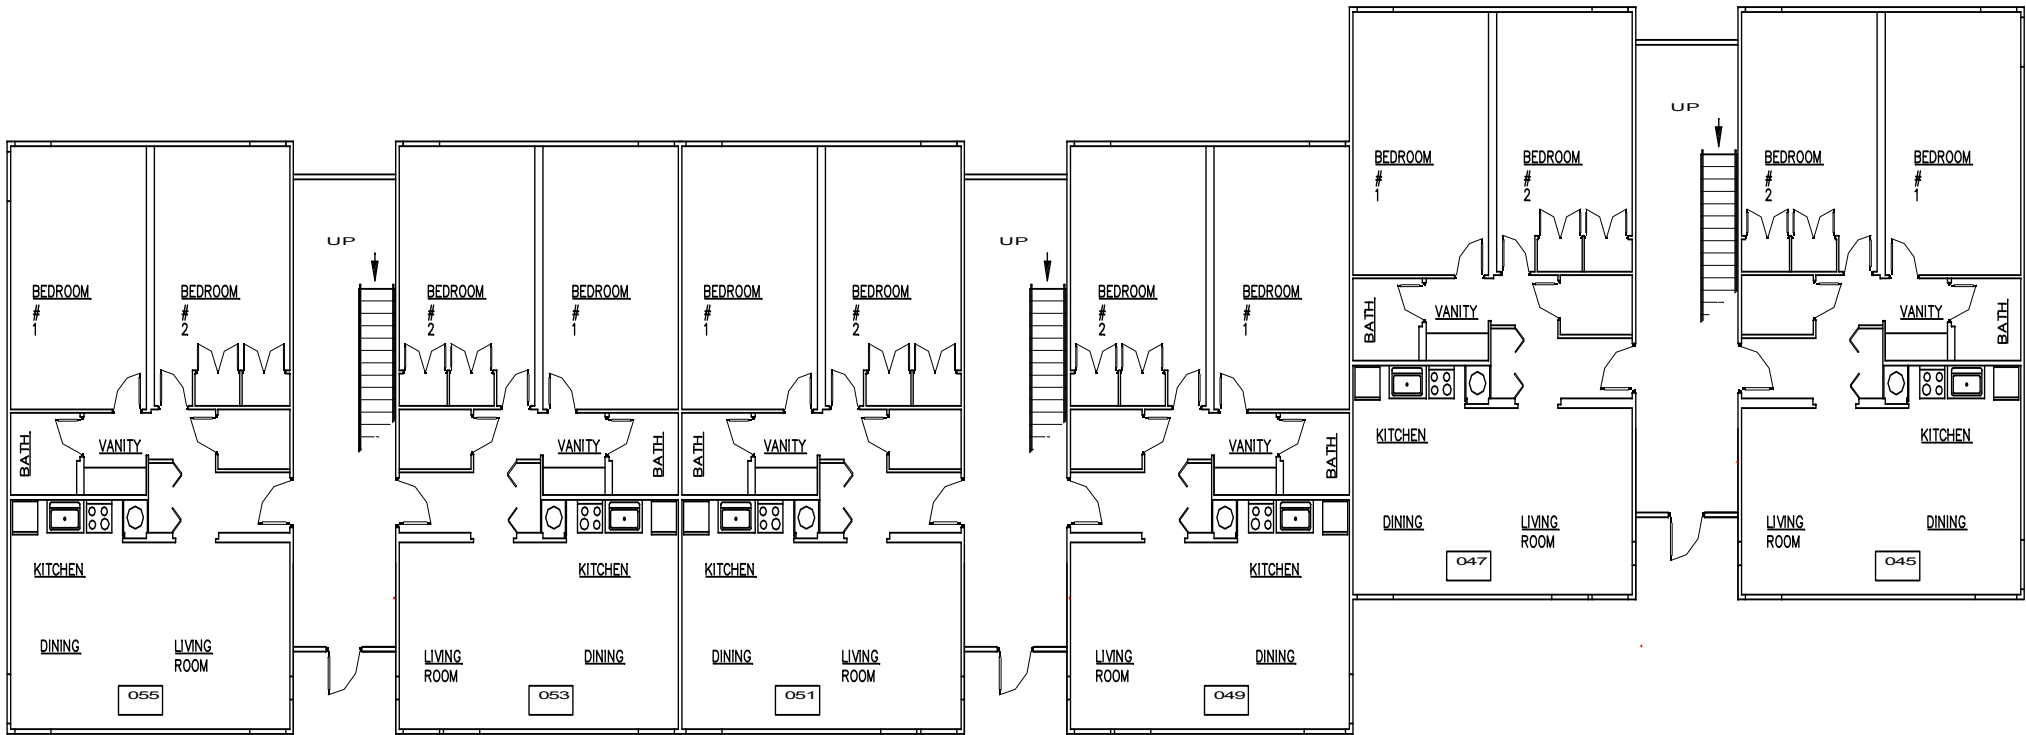 UP
BEDROOM
#
1
BEDROOM
#
2
BEDROOM
#
2
BEDROOM
#
1
UP
UP
BEDROOM
#
1
BEDROOM
#
2
BEDROOM
#
2
BEDROOM
#
1
BEDROOM
#
1
BEDROOM
#
2
BEDROOM
#
2
BEDROOM
#
1
BATH
VANITY
VANITY
BATH
BATH
VANITY
VANITY
BATH
BATH
VANITY
VANITY
BATH
KITCHEN
KITCHEN
DINING
LIVING
ROOM
LIVING
ROOM
DINING
047
045
KITCHEN
KITCHEN
KITCHEN
KITCHEN
DINING
LIVING
ROOM
LIVING
ROOM
DINING
DINING
LIVING
ROOM
LIVING
ROOM
DINING
055
053
051
049